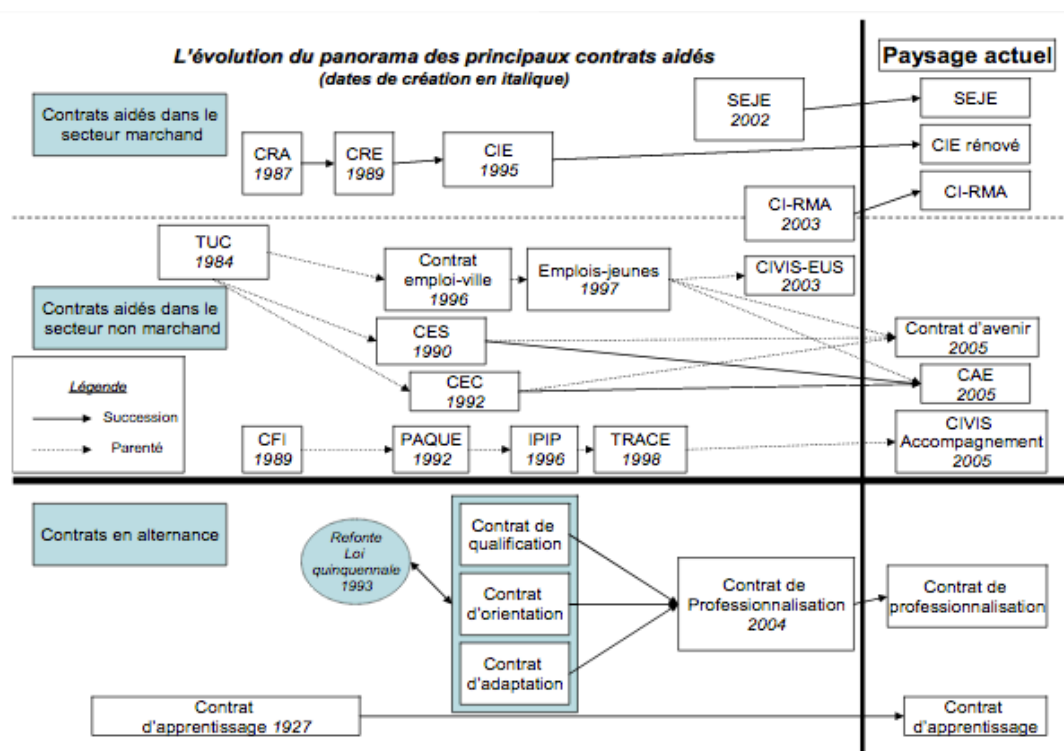 L'évolution du panorama des principaux contrats aidés
(dates de création en italique)
Paysage actuel
Contrats aidés dans le
secteur marchand
SEJE
2002
SEJE
CRA
1987
CRE
1989
CIE
1995
CIE rénové
CI-RMA
2003
CI-RMA
TUC
1984
Contrat
emploi-ville
1996
Emplois-jeunes
1997
CIVIS-EUS
2003
Contrats aidés dans le
secteur non marchand
CES
1990
Contrat d'avenir
2005
CEC
1992
CAE
2005
Légende
Succession
Parenté
CFI
1989
PAQUE
1992
IPIP
1996
TRACE
1998
CIVIS
Accompagnement
2005
Contrats en alternance
Refonte
Loi
quinquennale
1993
Contrat de
qualification
Contrat
d'orientation
Contrat
d'adaptation
Contrat de
Professionnalisation
2004
Contrat de
professionnalisation
Contrat
d'apprentissage 1927
Contrat
d'apprentissage